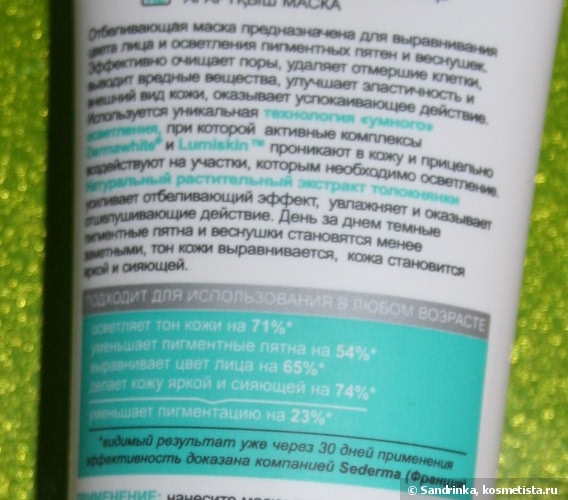 МАСКА
Отбеливающая маска предназначена для выравнивания
цвета лица и осветления пигментных пятен и веснушек.
Эффективно очищает поры, удаляет отмершие клетки,
выводит вредные вещества, улучшает эластичность и
внешний вид кожи, оказывает успокаивающее действие.
Используется уникальная технология «умного»
осветления, при которой активные комплексы
Dermawhite® и Lumiskin™ проникают в кожу и прицельно
воздействуют на участки, которым необходимо осветление.
Натуральный растительный экстракт толокнянки
усиливает отбеливающий эффект, увлажняет и оказывает
отшелушивающее действие. День за днем темные
пигментные пятна и веснушки становятся менее
заметными, тон кожи выравнивается, кожа становится
яркой и сияющей.
ПОДХОДИТ ДЛЯ ИСПОЛЬЗОВАНИЯ В ЛЮБОМ ВОЗРАСТЕ
осветляет тон кожи на 71%*
уменьшает пигментные пятна на 54%*
выравнивает цвет лица на 65%*
делает кожу яркой и сияющей на 74%*
уменьшает пигментацию на 23%*
*видимый результат уже через 30 дней применения
эффективность доказана компанией Sederma (Франция
ПРИМЕНЕНИЕ: нанесите
© Sandrinka, kosmetista.ru